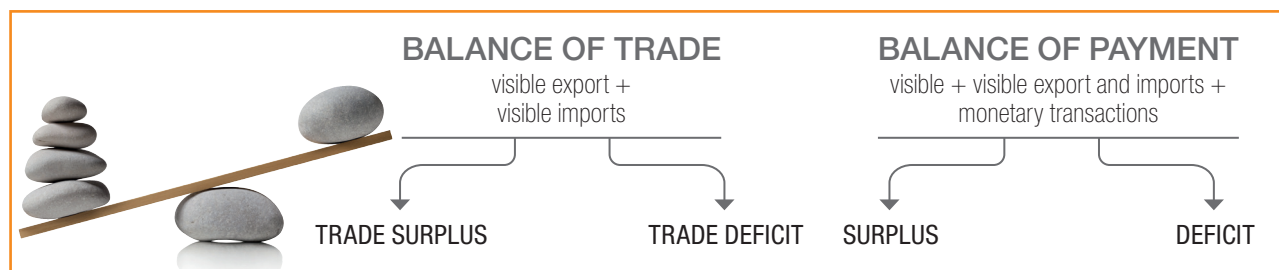 BALANCE OF TRADE
visible export +
visible imports
TRADE SURPLUS
TRADE DEFICIT
BALANCE OF PAYMENT
visible + visible export and imports +
monetary transactions
SURPLUS
DEFICIT